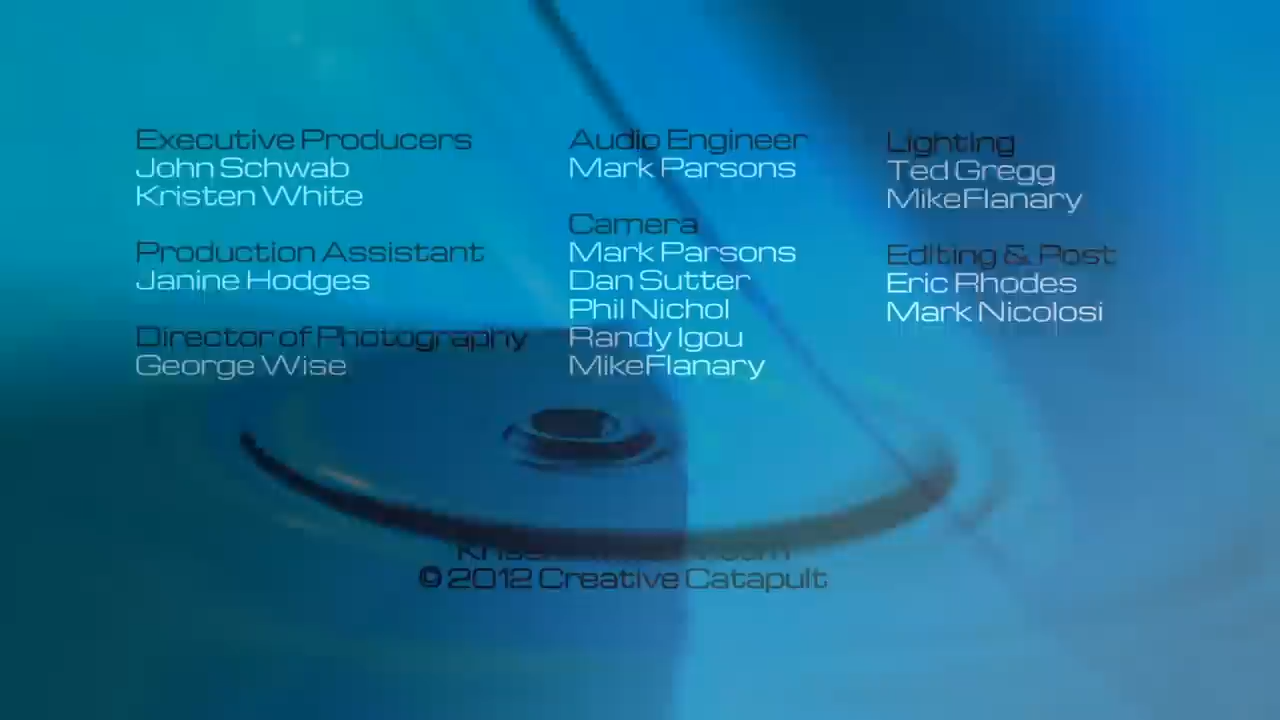 Executive Producers
John Schwab
Kristen White
Production Assistant
Janine Hodges
Director of Photography
George Wise
Audio Engineer
Mark Parsons
Camera
Mark Parsons
Dan Sutter
Phil Nichol
Randy Igou
MikeFlanary
Lighting
Ted Gregg
MikeFlanary
Editing & Post
Eric Rhodes
Mark Nicolosi
© 2012 Creative Catapult